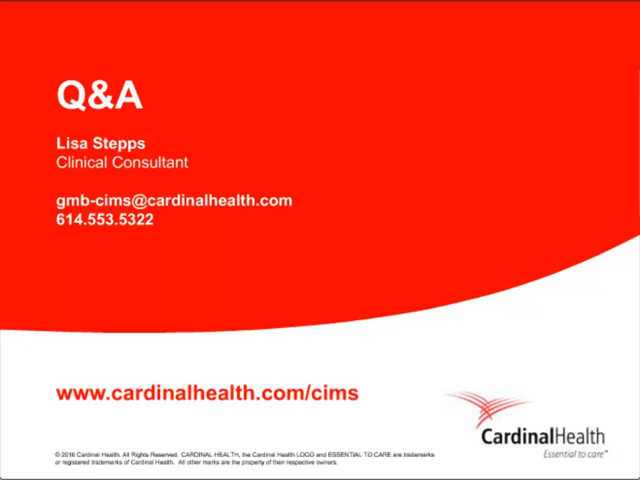 Q&A
Lisa Stepps
Clinical Consultant
gmb-cims@cardinalhealth.com
614.553.5322
www.cardinalhealth.com/cims
CardinalHealth
Essential to care™
© 2016 Cardinal Health. All Rights Reserved. CARDINAL HEALTH, the Cardinal Health LOGO and ESSENTIAL TO CARE are trademarks
or registered trademarks of Cardinal Health. All other marks are the property of their respective owners.